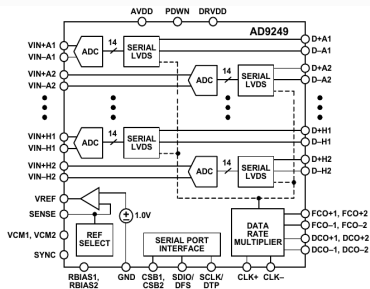 AVDD PDWN DRVDD
AD9249
VIN+A1
VIN–A1
ADC
14
SERIAL
LVDS
D+A1
D–A1
VIN+A2
VIN–A2
ADC
14
SERIAL
LVDS
D+A2
D–A2
VIN+H1
VIN–H1
ADC
14
SERIAL
LVDS
D+H1
D–H1
VIN+H2
VIN–H2
ADC
14
SERIAL
LVDS
D+H2
D–H2
VREF
SENSE
1.0V
REF
SELECT
VCM1, VCM2
SYNC
SERIAL PORT
INTERFACE
DATA
RATE
MULTIPLIER
FCO+1, FCO+2
FCO–1, FCO–2
DCO+1, DCO+2
DCO–1, DCO–2
RBIAS1,
RBIAS2
GND
CSB1,
CSB2
SDIO/
DFS
SCLK/
DTP
CLK+ CLK–